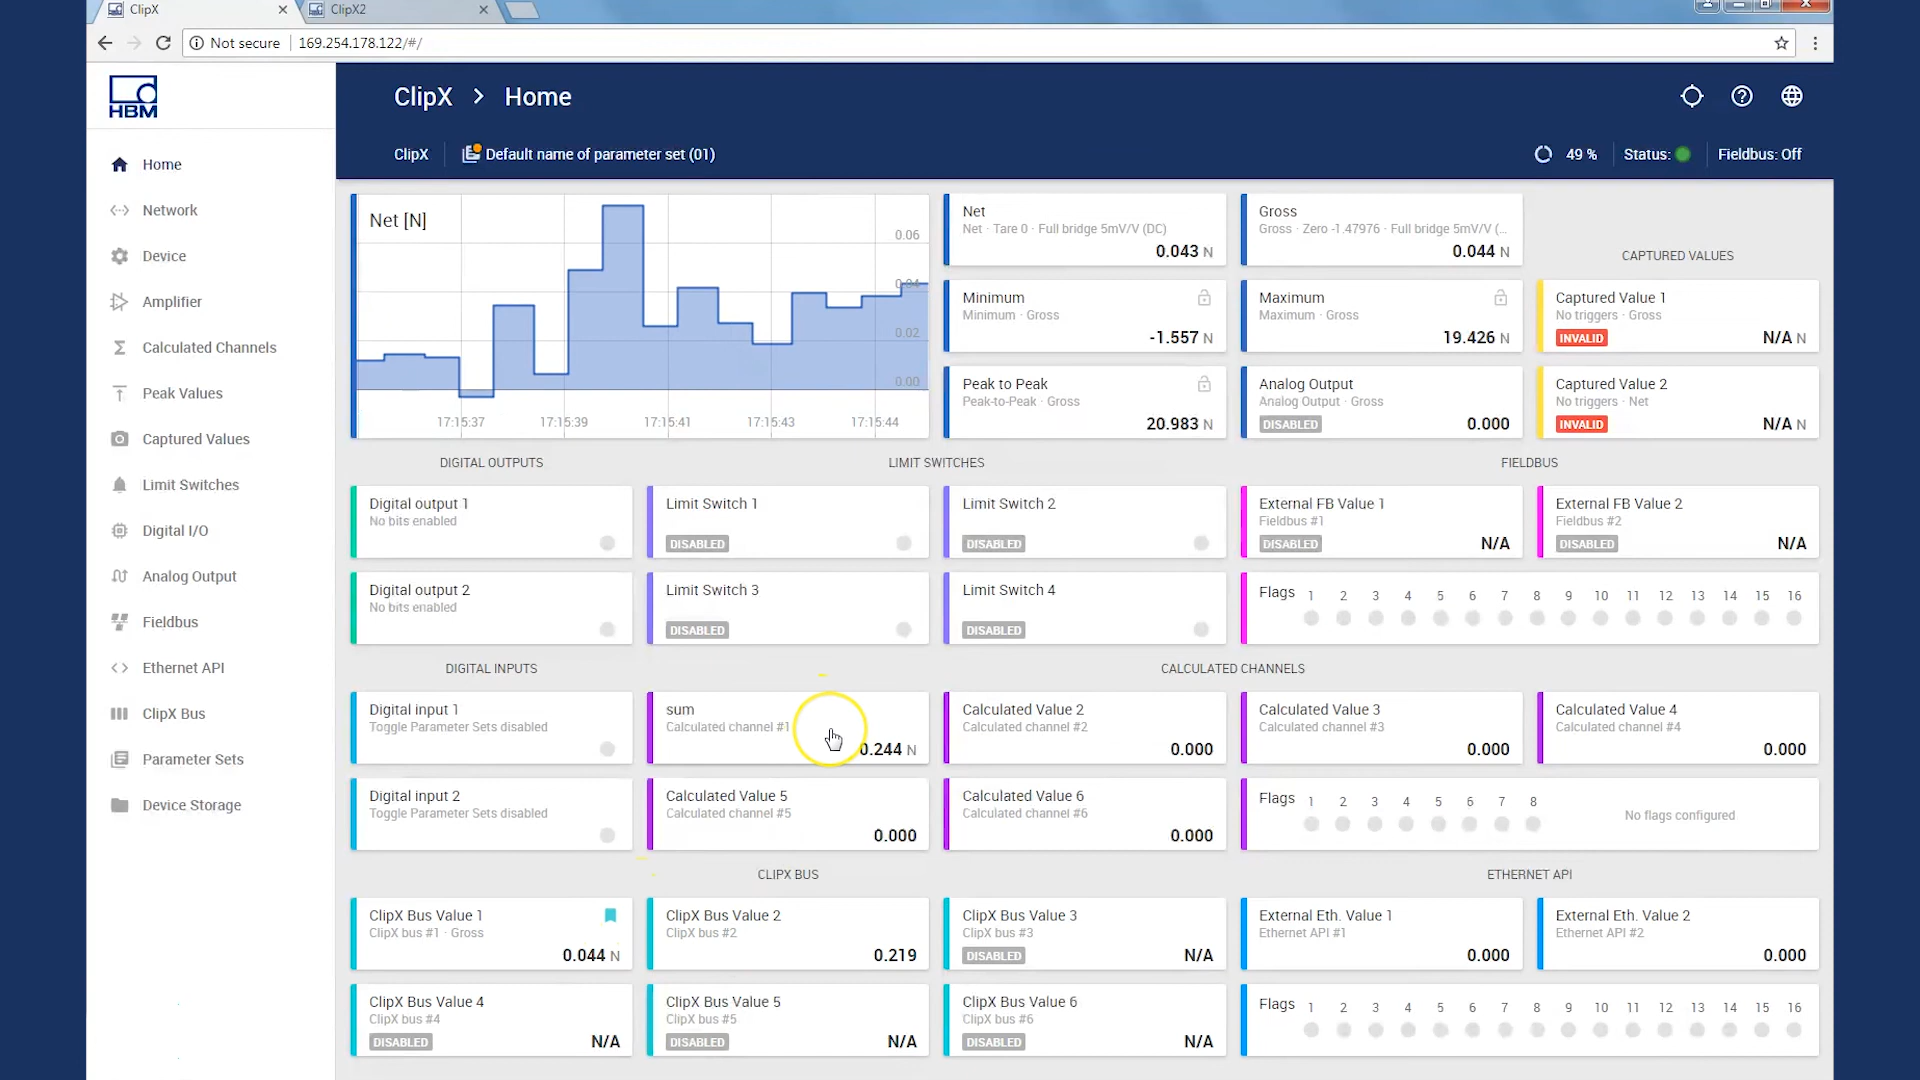 ClipX
ClipX2
Not secure
169.254.178.122/#/
HBM
ClipX > Home
ClipX
Default name of parameter set (01)
49 %
Status:
Fieldbus: Off
Home
Network
Device
Amplifier
Calculated Channels
Peak Values
Captured Values
Limit Switches
Digital I/O
Analog Output
Fieldbus
Ethernet API
ClipX Bus
Parameter Sets
Device Storage
Net [N]
0.06
0.04
0.02
0.00
17:15:37 17:15:39 17:15:41 17:15:43 17:15:44
Net
Net · Tare 0 · Full bridge 5mV/V (DC)
0.043 N
Gross
Gross · Zero -1.47976 · Full bridge 5mV/V (...
0.044 N
Minimum
Minimum · Gross
-1.557 N
Maximum
Maximum · Gross
19.426 N
Peak to Peak
Peak-to-Peak · Gross
20.983 N
Analog Output
Analog Output · Gross
DISABLED
0.000
CAPTURED VALUES
Captured Value 1
No triggers · Gross
INVALID
N/A N
Captured Value 2
No triggers · Net
INVALID
N/A N
DIGITAL OUTPUTS
Digital output 1
No bits enabled
Digital output 2
No bits enabled
LIMIT SWITCHES
Limit Switch 1
DISABLED
Limit Switch 2
DISABLED
Limit Switch 3
DISABLED
Limit Switch 4
DISABLED
FIELDBUS
External FB Value 1
Fieldbus #1
DISABLED
N/A
External FB Value 2
Fieldbus #2
DISABLED
N/A
Flags 1 2 3 4 5 6 7 8 9 10 11 12 13 14 15 16
DIGITAL INPUTS
Digital input 1
Toggle Parameter Sets disabled
Digital input 2
Toggle Parameter Sets disabled
CALCULATED CHANNELS
sum
Calculated channel #1
0.244 N
Calculated Value 2
Calculated channel #2
0.000
Calculated Value 3
Calculated channel #3
0.000
Calculated Value 4
Calculated channel #4
0.000
Calculated Value 5
Calculated channel #5
0.000
Calculated Value 6
Calculated channel #6
0.000
Flags 1 2 3 4 5 6 7 8
No flags configured
CLIPX BUS
ClipX Bus Value 1
ClipX bus #1 · Gross
0.044 N
ClipX Bus Value 2
ClipX bus #2
0.219
ClipX Bus Value 3
ClipX bus #3
DISABLED
N/A
ClipX Bus Value 4
ClipX bus #4
DISABLED
N/A
ClipX Bus Value 5
ClipX bus #5
DISABLED
N/A
ClipX Bus Value 6
ClipX bus #6
DISABLED
N/A
ETHERNET API
External Eth. Value 1
Ethernet API #1
0.000
External Eth. Value 2
Ethernet API #2
0.000
Flags 1 2 3 4 5 6 7 8 9 10 11 12 13 14 15 16